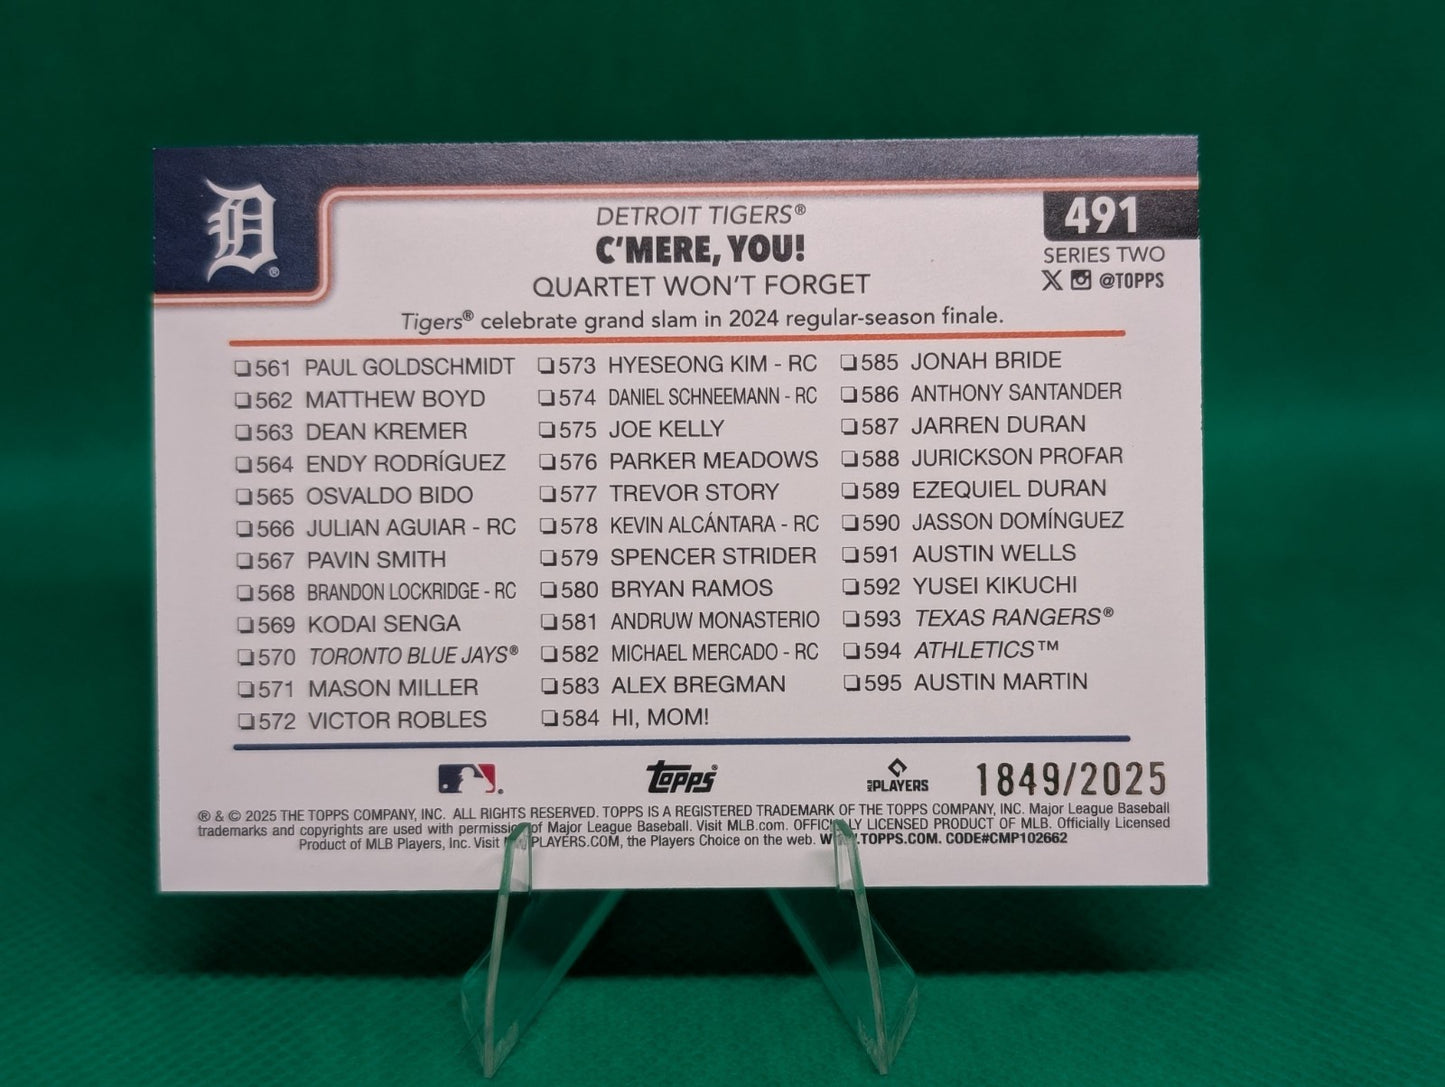 D®
DETROIT TIGERS®
C'MERE, YOU!
QUARTET WON'T FORGET
491
SERIES TWO
X @TOPPS
Tigers® celebrate grand slam in 2024 regular-season finale.
❏561 PAUL GOLDSCHMIDT
❏562 MATTHEW BOYD
❏563 DEAN KREMER
❏564 ENDY RODRÍGUEZ
❏565 OSVALDO BIDO
❏566 JULIAN AGUIAR - RC
❏567 PAVIN SMITH
❏568 BRANDON LOCKRIDGE - RC
❏569 KODAI SENGA
❏570 TORONTO BLUE JAYS®
❏571 MASON MILLER
❏572 VICTOR ROBLES
❏573 HYESEONG KIM - RC
❏574 DANIEL SCHNEEMANN - RC
❏575 JOE KELLY
❏576 PARKER MEADOWS
❏577 TREVOR STORY
❏578 KEVIN ALCÁNTARA - RC
❏579 SPENCER STRIDER
❏580 BRYAN RAMOS
❏581 ANDRUW MONASTERIO
❏582 MICHAEL MERCADO - RC
❏583 ALEX BREGMAN
❏584 HI, MOM!
❏585 JONAH BRIDE
❏586 ANTHONY SANTANDER
❏587 JARREN DURAN
❏588 JURICKSON PROFAR
❏589 EZEQUIEL DURAN
❏590 JASSON DOMÍNGUEZ
❏591 AUSTIN WELLS
❏592 YUSEI KIKUCHI
❏593 TEXAS RANGERS®
❏594 ATHLETICS™
❏595 AUSTIN MARTIN
Topps®
PLAYERS
1849/2025
® & © 2025 THE TOPPS COMPANY, INC. ALL RIGHTS RESERVED. TOPPS IS A REGISTERED TRADEMARK OF THE TOPPS COMPANY, INC. Major League Baseball
trademarks and copyrights are used with permission of Major League Baseball. Visit MLB.com. OFFICIALLY LICENSED PRODUCT OF MLB. Officially Licensed
Product of MLB Players, Inc. Visit PLAYERS.COM, the Players Choice on the web. WWW.TOPPS.COM. CODE#CMP102662